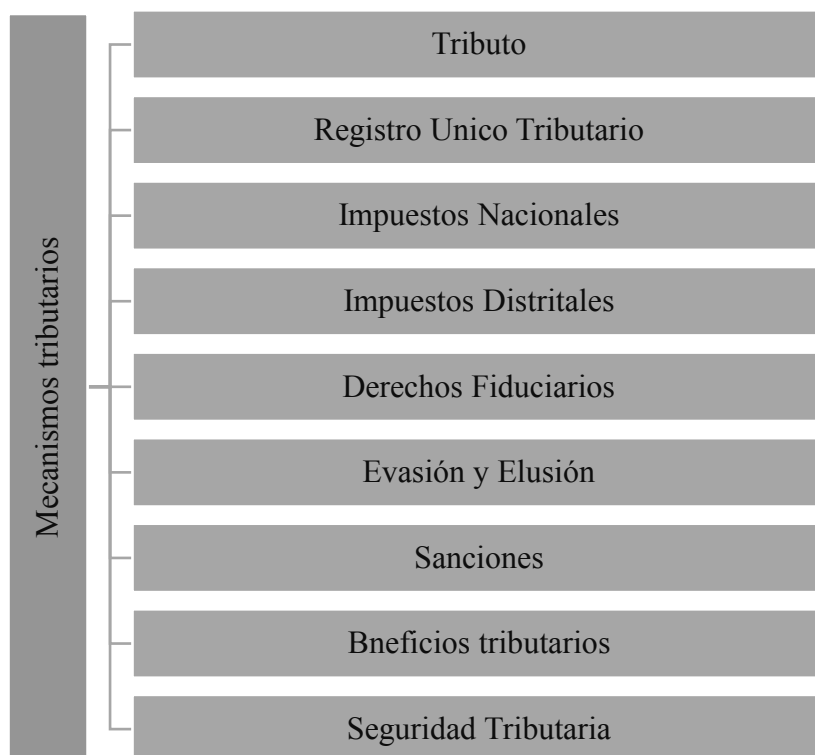 Mecanismos tributarios
Tributo
Registro Unico Tributario
Impuestos Nacionales
Impuestos Distritales
Derechos Fiduciarios
Evasión y Elusión
Sanciones
Bneficios tributarios
Seguridad Tributaria